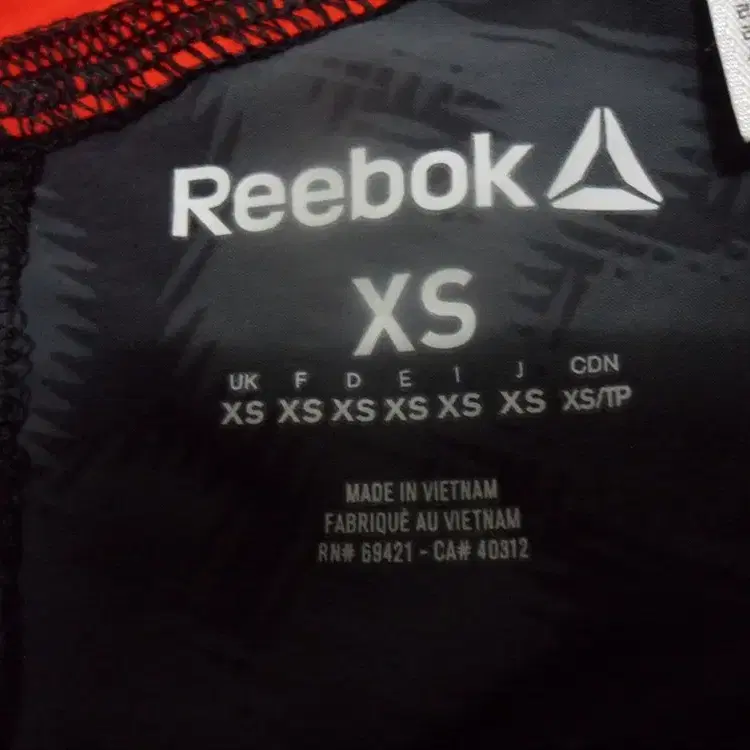 Reebok
XS
UK F D E I J CDN
XS XS XS XS XS XS XS/TP
MADE IN VIETNAM
FABRIQUÉ AU VIETNAM
RN# 69421 - CA# 40312